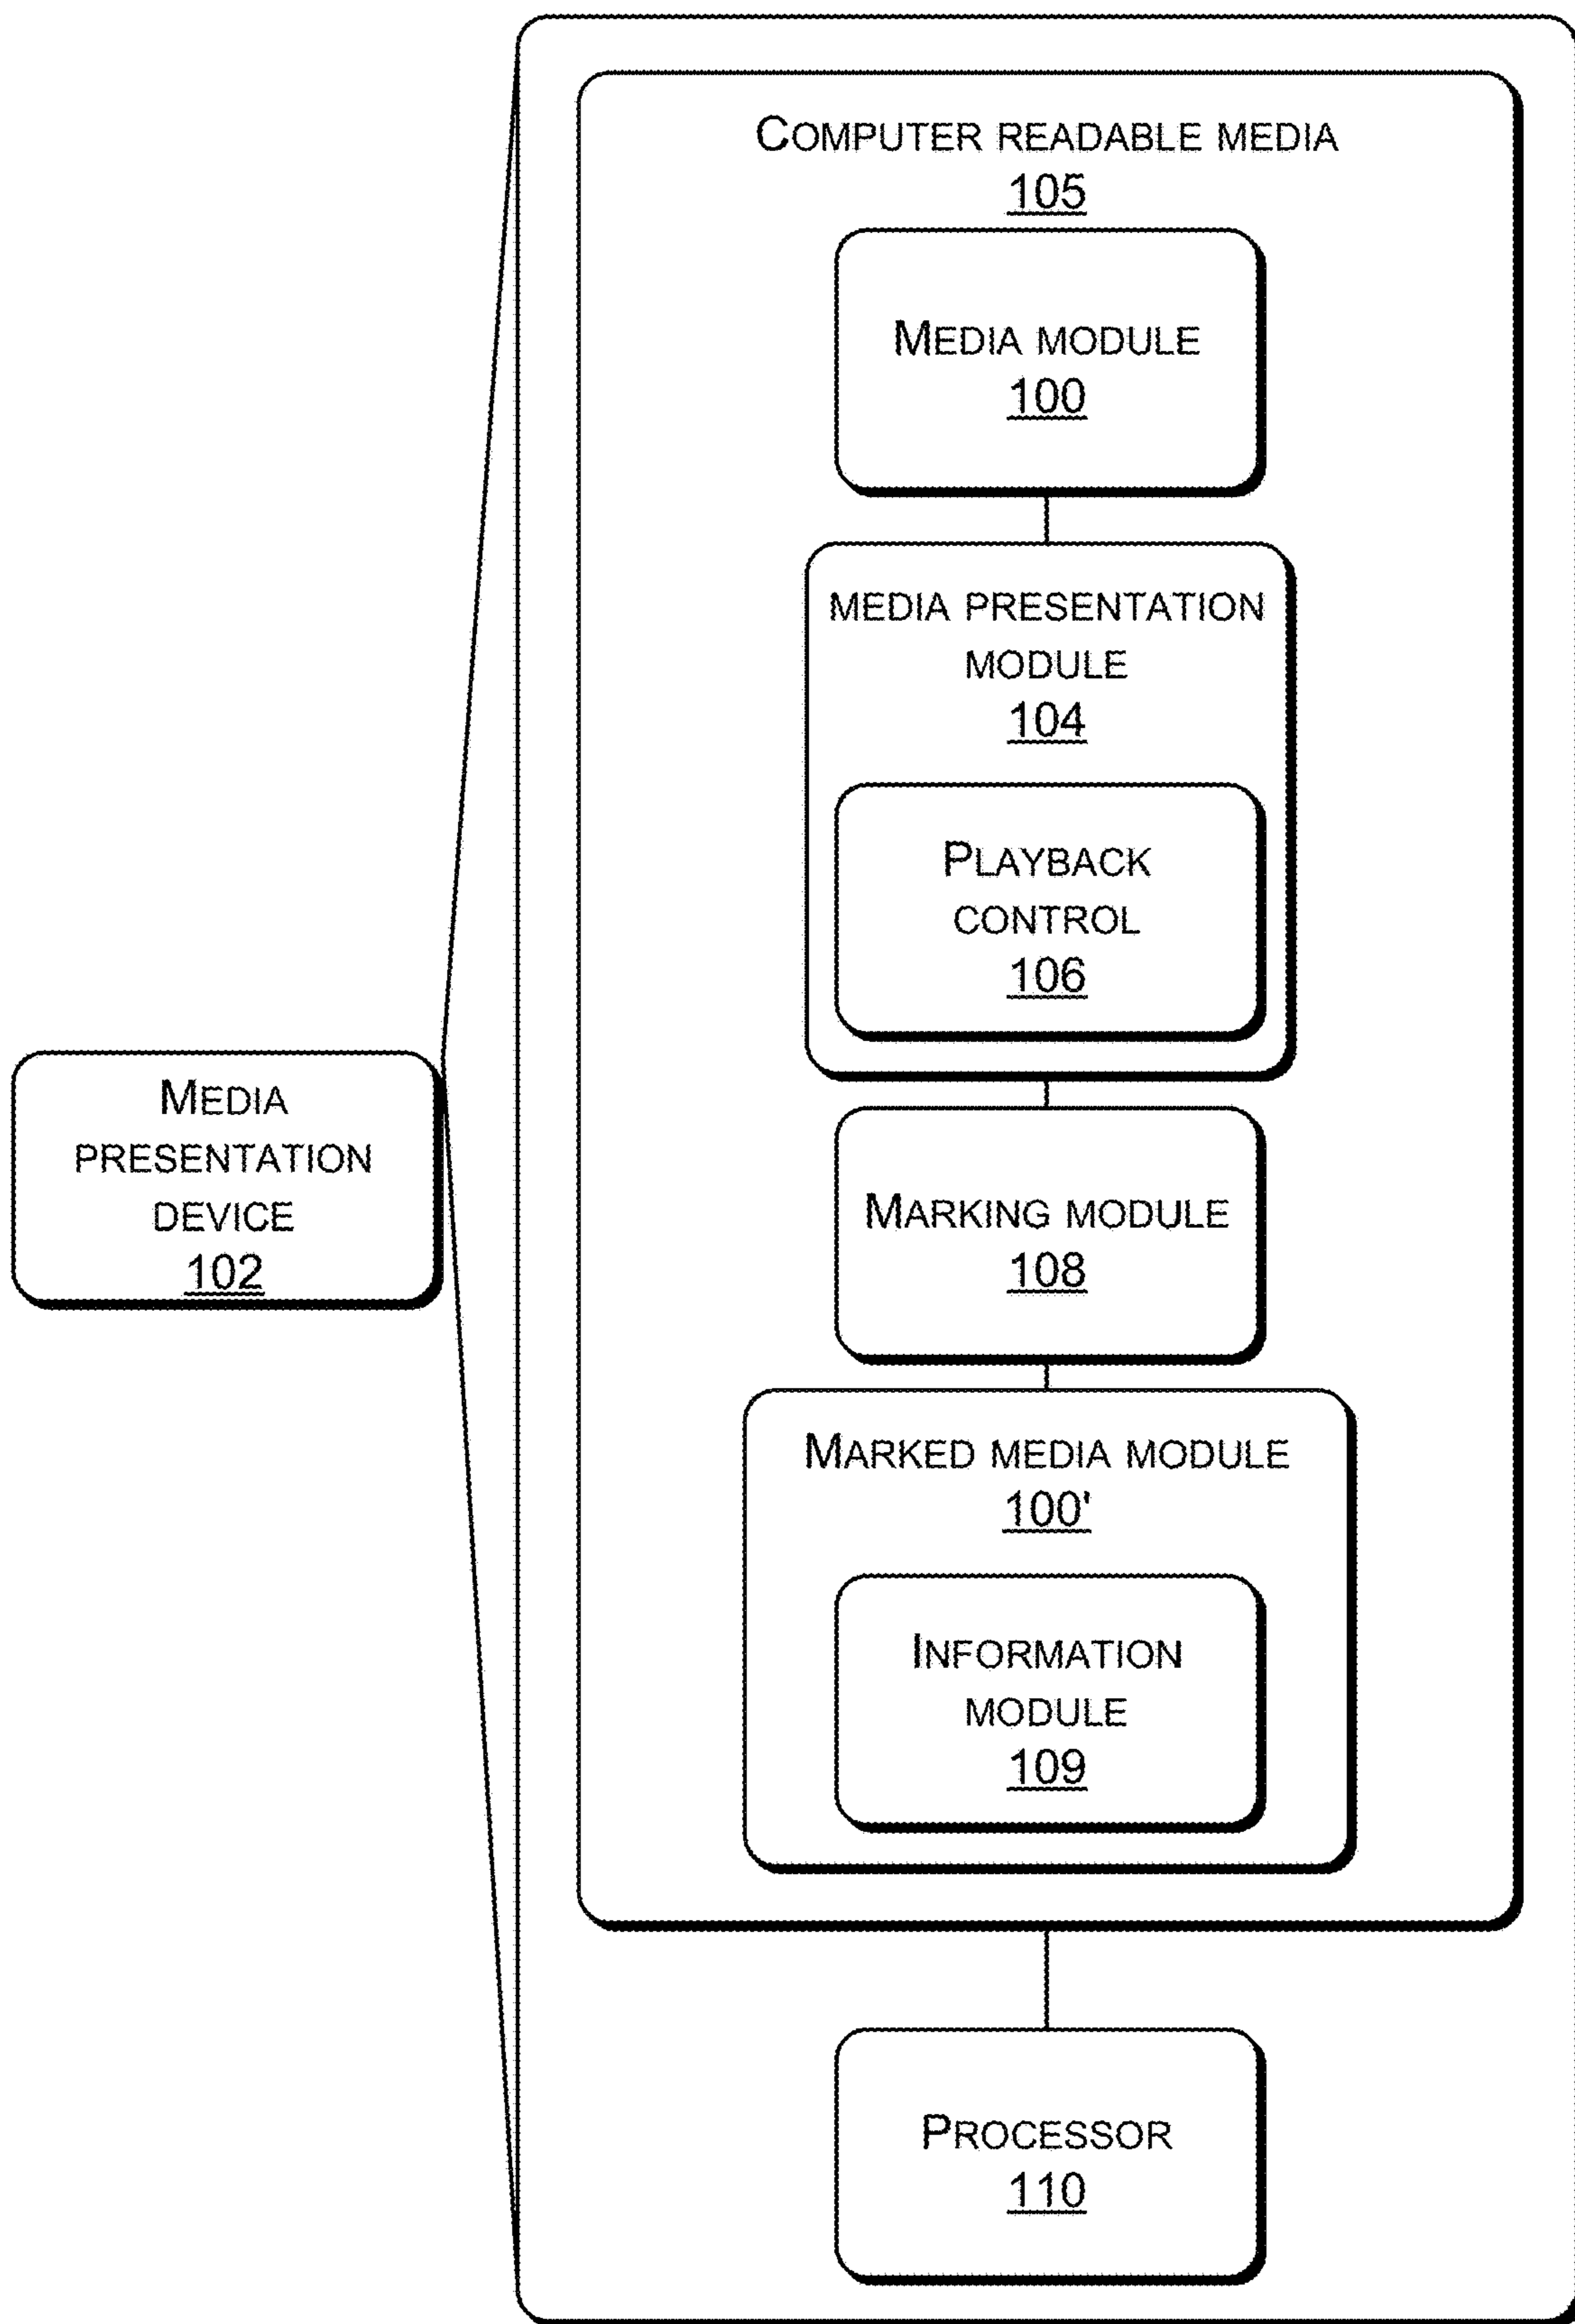 COMPUTER READABLE MEDIA
105
MEDIA MODULE
100
MEDIA PRESENTATION
MODULE
104
PLAYBACK
CONTROL
106
MEDIA
PRESENTATION
DEVICE
102
MARKING MODULE
108
MARKED MEDIA MODULE
100'
INFORMATION
MODULE
109
PROCESSOR
110